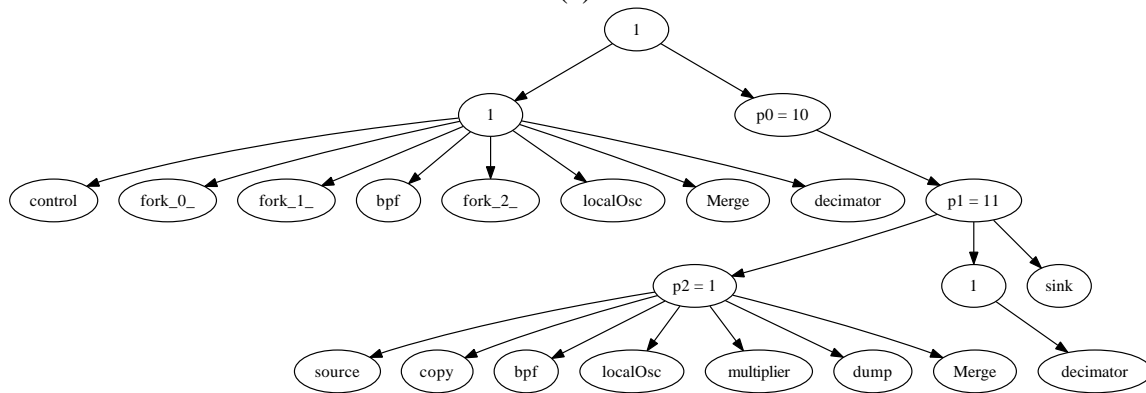 1
1
p0 = 10
control
fork_0_
fork_1_
bpf
fork_2_
localOsc
Merge
decimator
p1 = 11
p2 = 1
1
sink
source
copy
bpf
localOsc
multiplier
dump
Merge
decimator